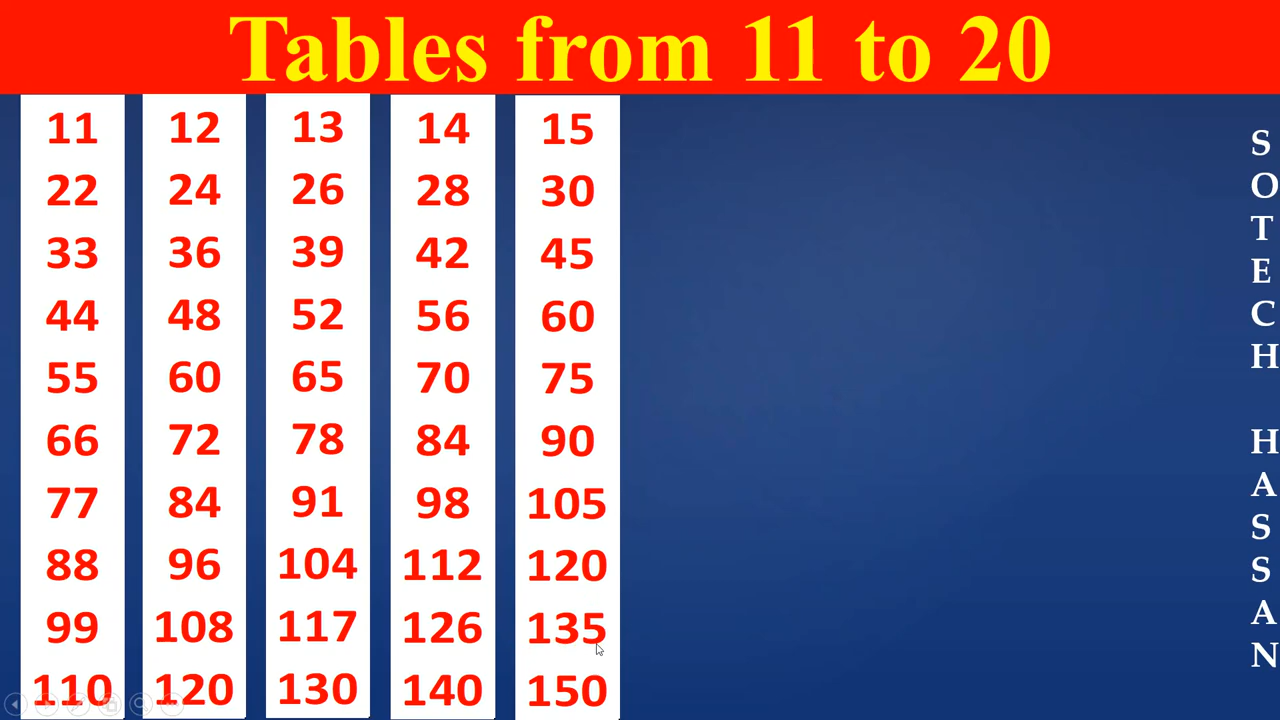 Tables from 11 to 20
11 12 13 14 15
22 24 26 28 30
33 36 39 42 45
44 48 52 56 60
55 60 65 70 75
66 72 78 84 90
77 84 91 98 105
88 96 104 112 120
99 108 117 126 135
110 120 130 140 150
SOTECH HASSAN